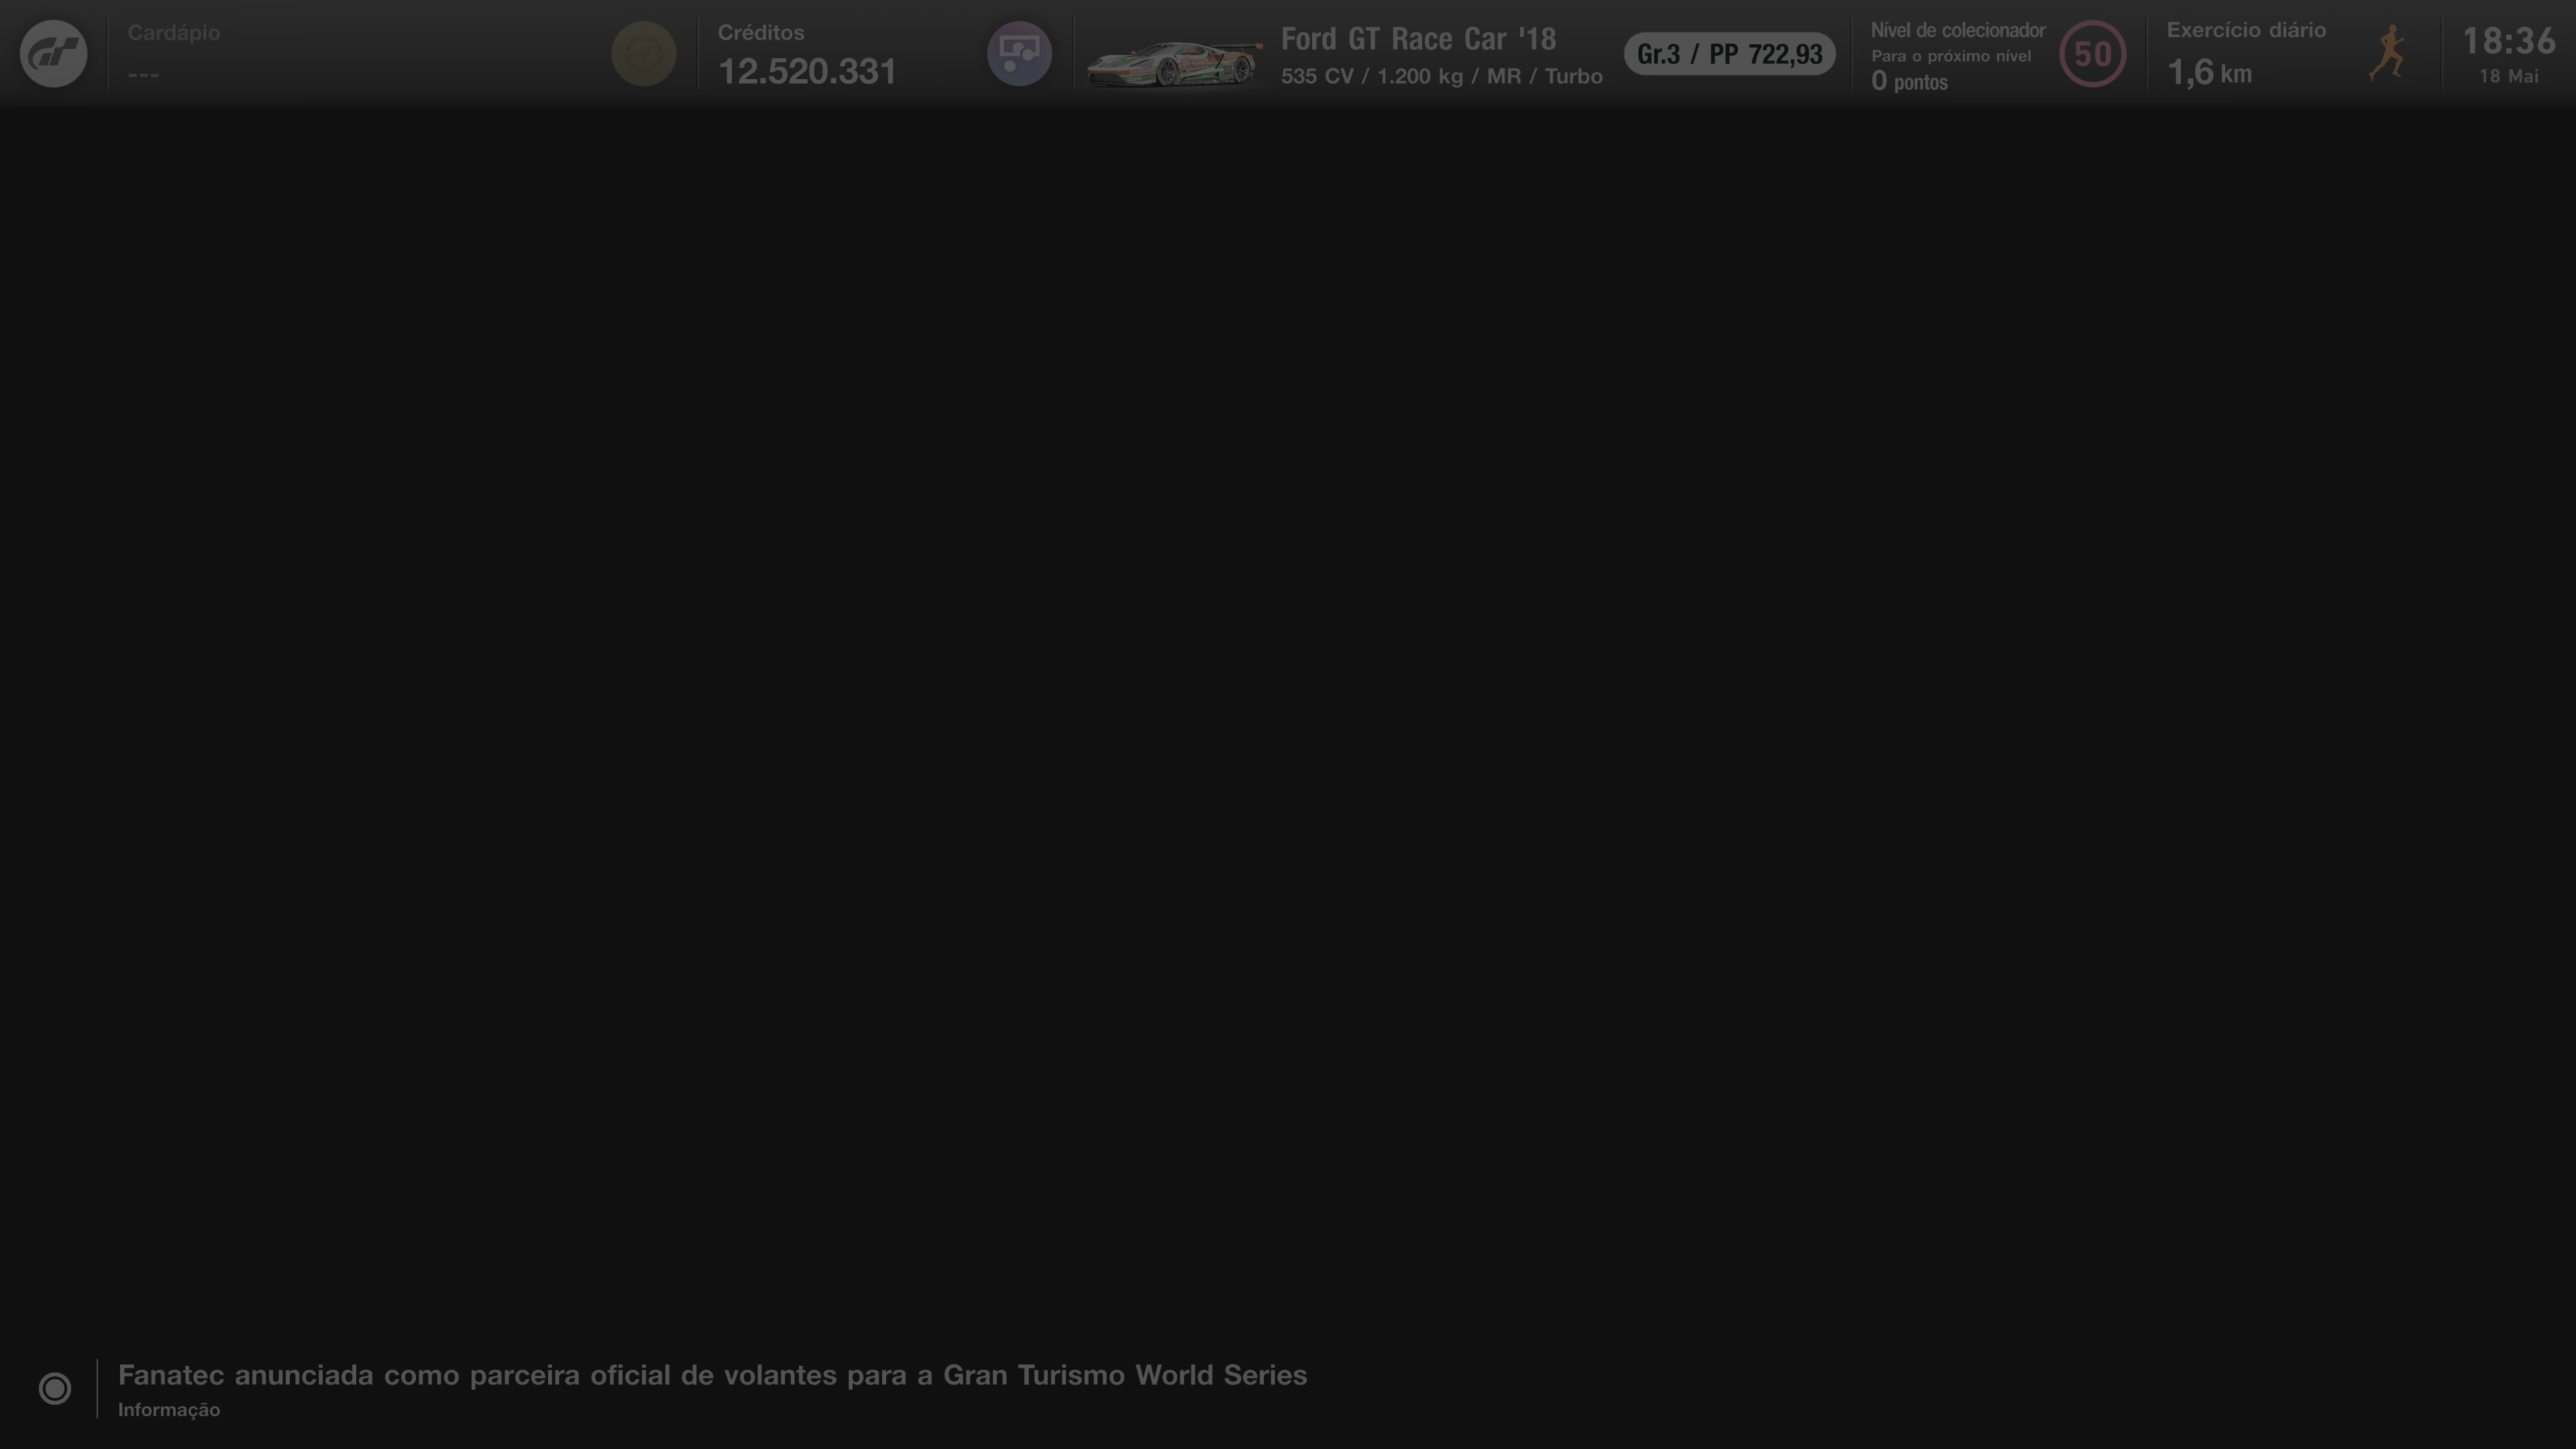 Cardápio
---
Créditos
12.520.331
Ford GT Race Car '18
535 CV / 1.200 kg / MR / Turbo
Gr.3 / PP 722,93
Nível de colecionador
Para o próximo nível
0 pontos
50
Exercício diário
1,6 km
18:36
18 Mai
Fanatec anunciada como parceira oficial de volantes para a Gran Turismo World Series
Informação